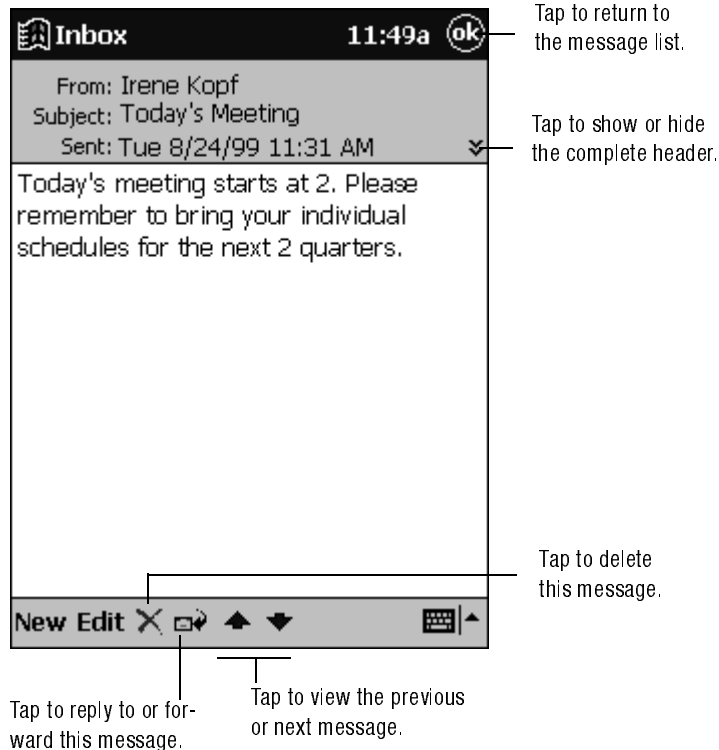 Inbox 11:49a ok
Tap to return to
the message list.
From: Irene Kopf
Subject: Today's Meeting
Sent: Tue 8/24/99 11:31 AM
Tap to show or hide
the complete header.
Today's meeting starts at 2. Please
remember to bring your individual
schedules for the next 2 quarters.
Tap to delete
this message.
New Edit
Tap to reply to or for-
ward this message.
Tap to view the previous
or next message.